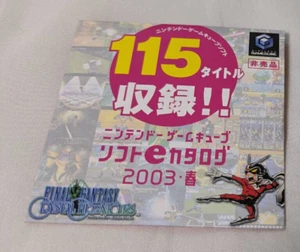 ニンテンドーゲームキューブソフト
115タイトル
収録!!
非売品
ニンテンドーゲームキューブ
ソフトeカタログ
2003・春
FINAL FANTASY
CRYSTAL CHRONICLES